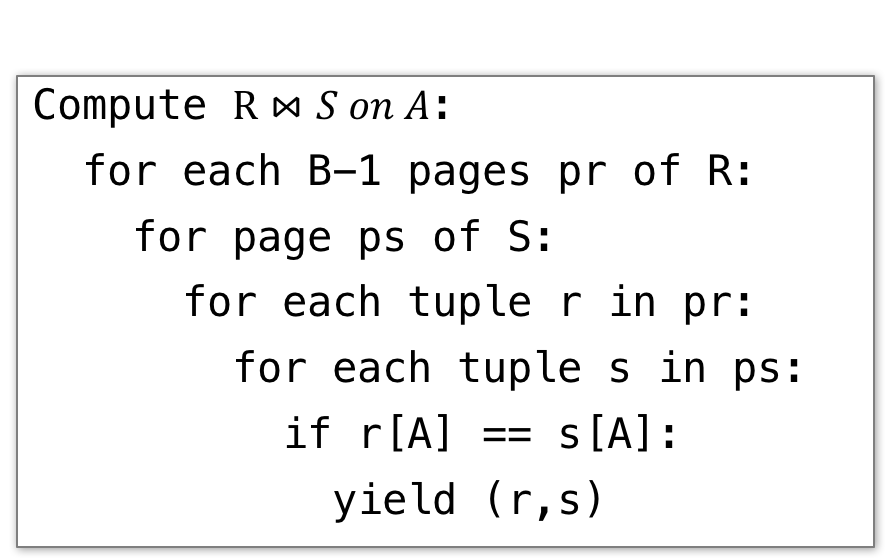 Compute R ⋈ S on A:
for each B–1 pages pr of R:
for page ps of S:
for each tuple r in pr:
for each tuple s in ps:
if r[A] == s[A]:
yield (r,s)